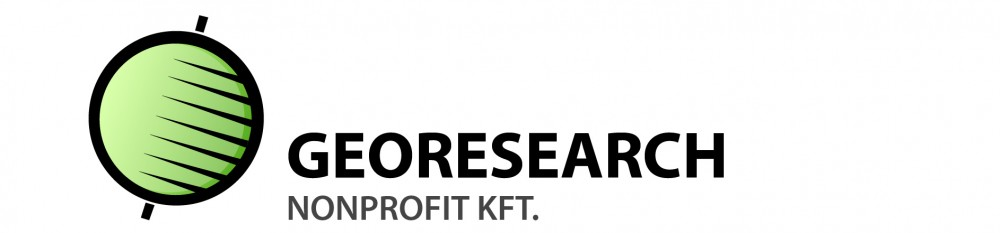 GEORESEARCH
NONPROFIT KFT.